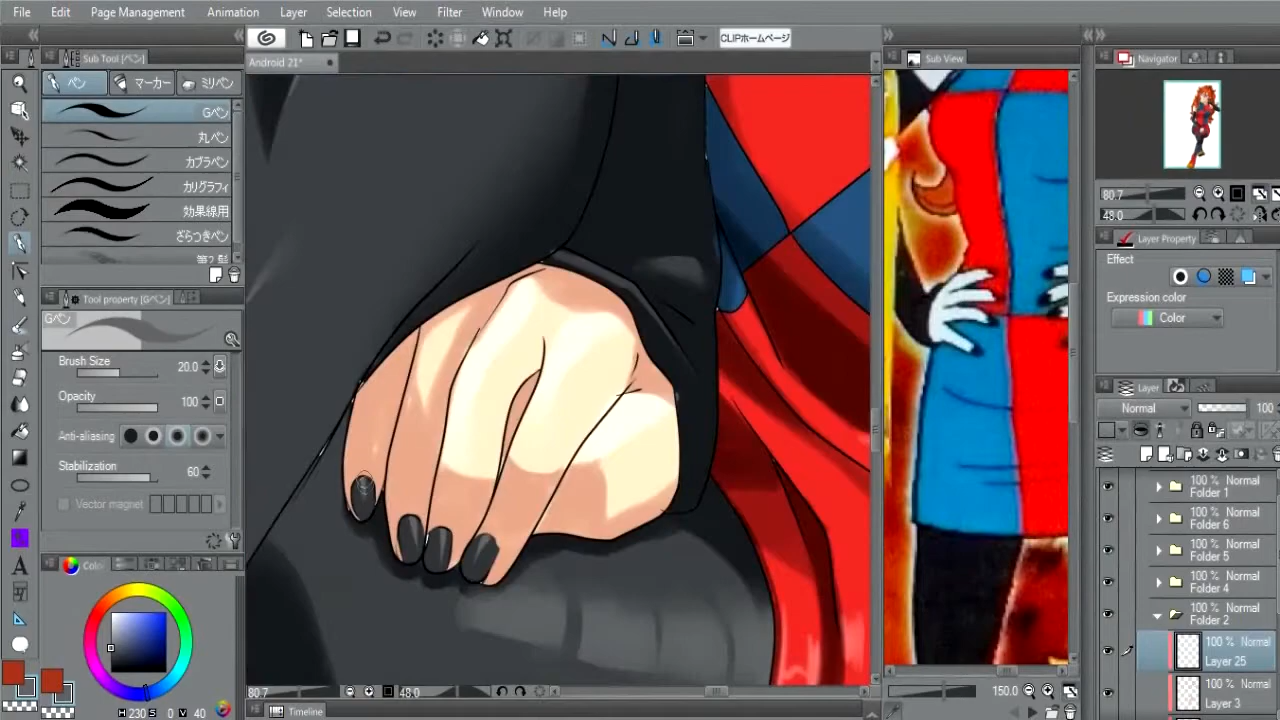 File Edit Page Management Animation Layer Selection View Filter Window Help
Sub Tool [ペン]
ペン マーカー ミリペン
Gペン
丸ペン
カブラペン
カリグラフィ
効果線用
ざらつきペン
Tool property [Gペン]
Gペン
Brush Size 20.0
Opacity 100
Anti-aliasing
Stabilization 60
Vector magnet
H 230 S 0 V 40
CLIPホームページ
Android 21*
80.7 48.0
Timeline
Sub View
150.0
Navigator
80.7
48.0
Layer Property
Effect
Expression color
Color
Layer
Normal 100
100 % Normal
Folder 1
100 % Normal
Folder 6
100 % Normal
Folder 5
100 % Normal
Folder 4
100 % Normal
Folder 2
100 % Normal
Layer 25
100 % Normal
Layer 3